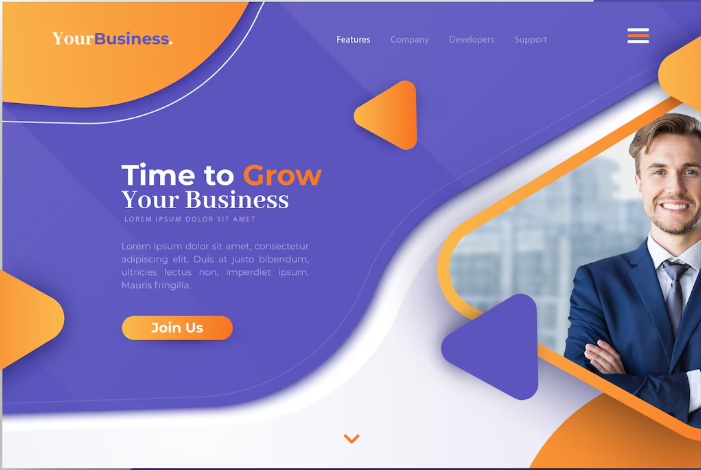 YourBusiness.
Features Company Developers Support
Time to Grow
Your Business
LOREM IPSUM DOLOR SIT AMET
Lorem ipsum dolor sit amet, consectetur
adipiscing elit. Duis at justo bibendum,
ultricies lectus non, imperdiet ipsum.
Mauris fringilla.
Join Us